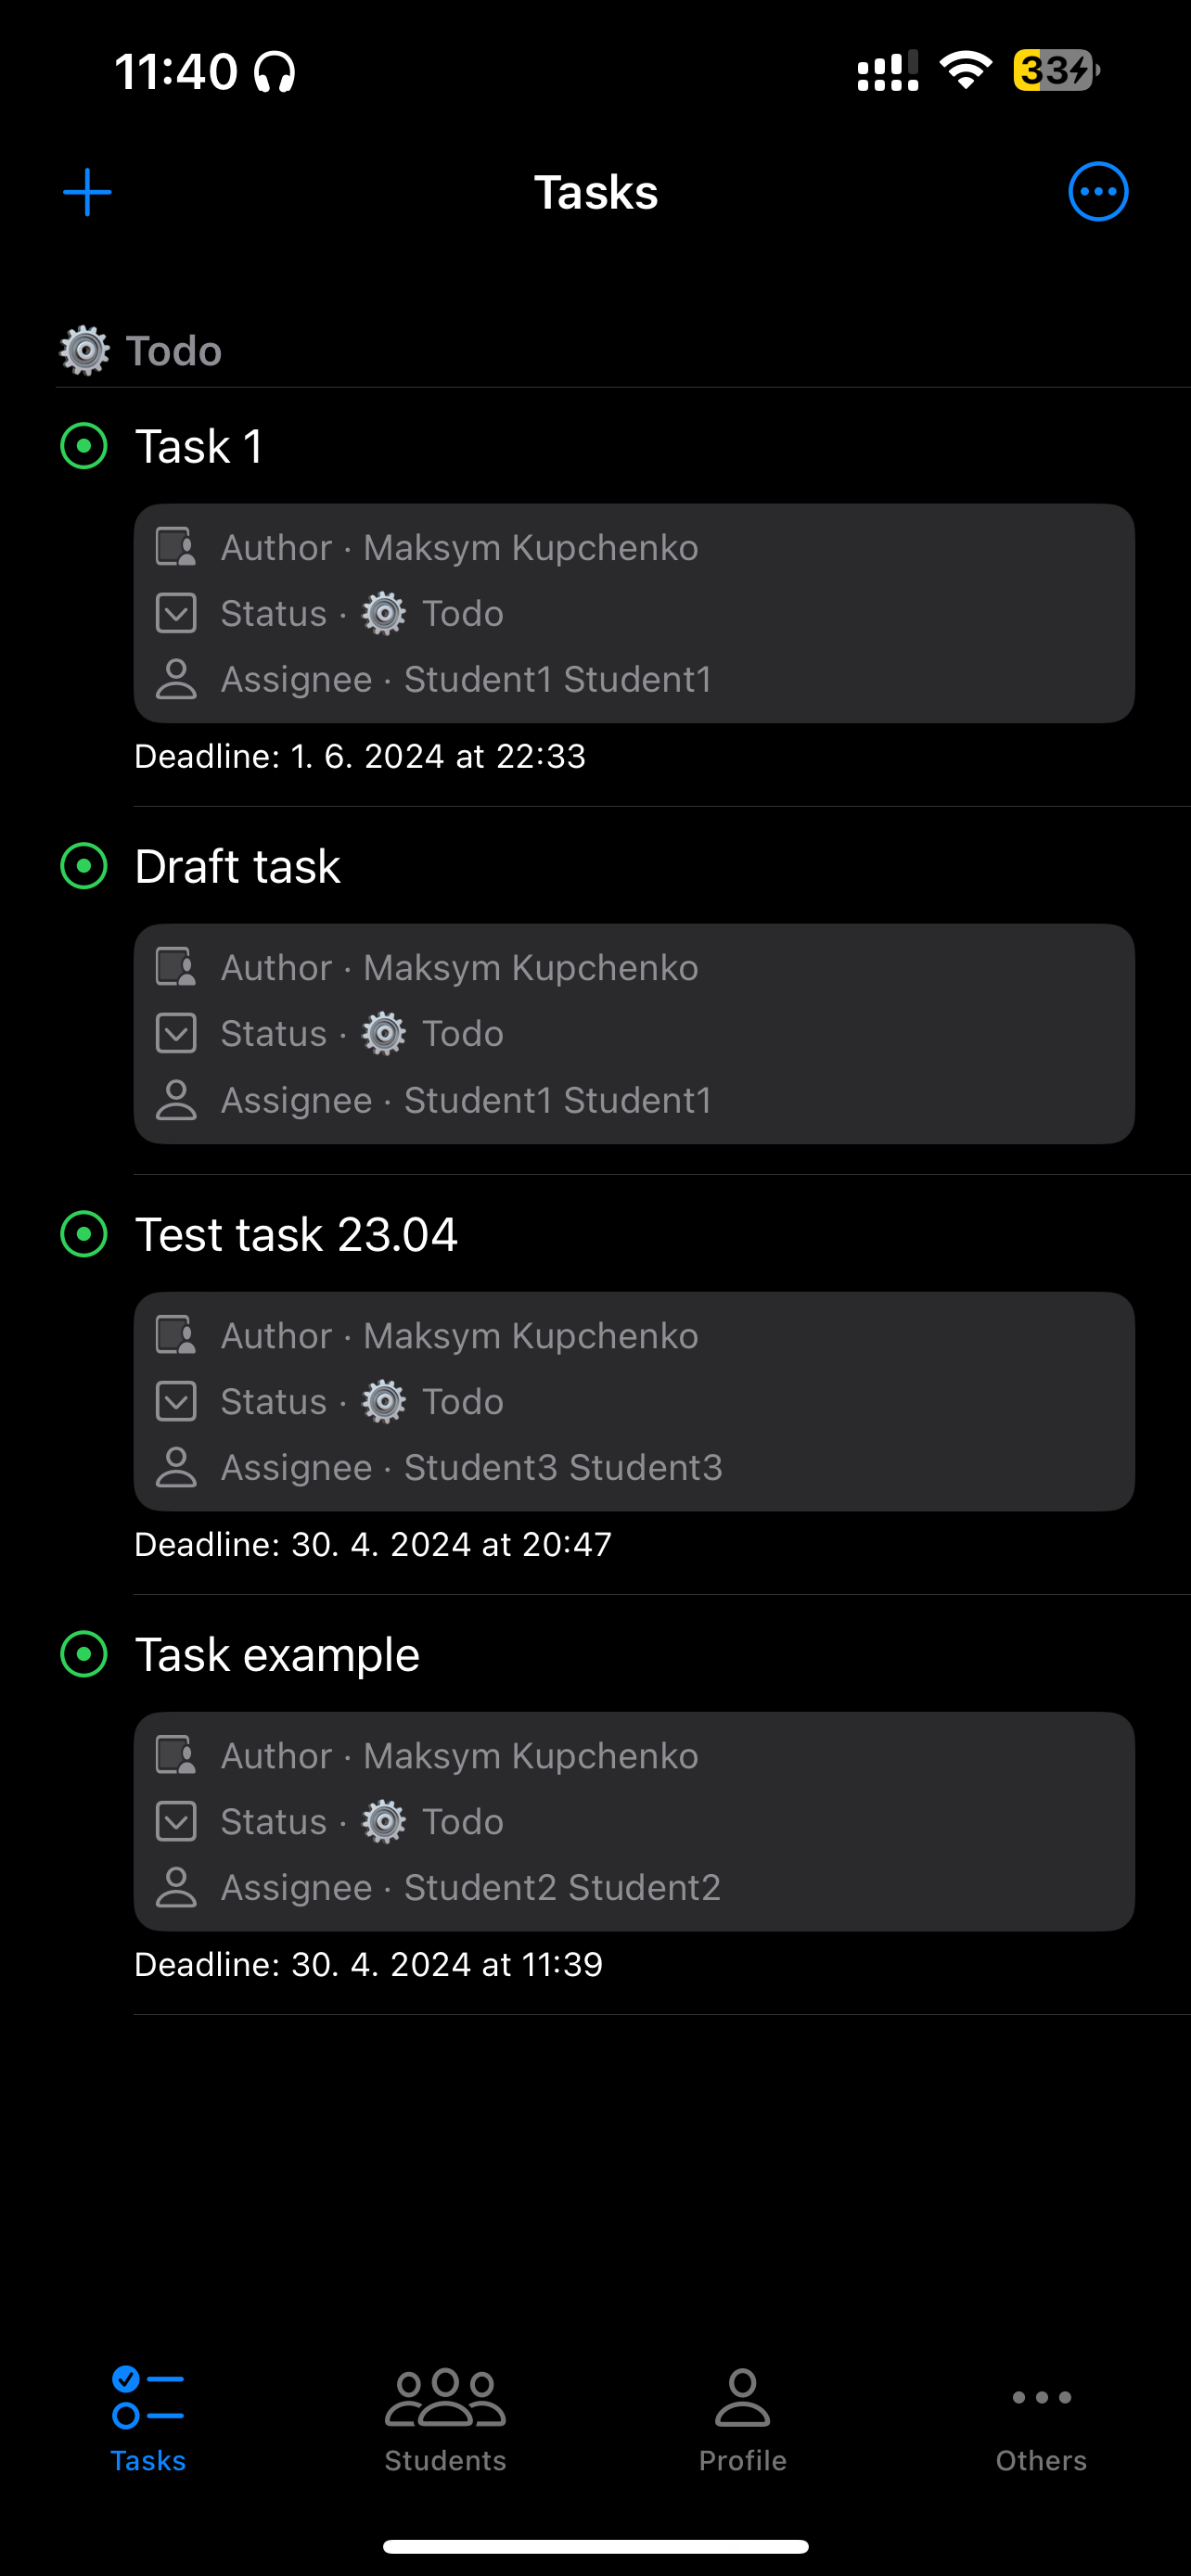 11:40
33
Tasks
Todo
Task 1
Author · Maksym Kupchenko
Status · ⚙️ Todo
Assignee · Student1 Student1
Deadline: 1. 6. 2024 at 22:33
Draft task
Author · Maksym Kupchenko
Status · ⚙️ Todo
Assignee · Student1 Student1
Test task 23.04
Author · Maksym Kupchenko
Status · ⚙️ Todo
Assignee · Student3 Student3
Deadline: 30. 4. 2024 at 20:47
Task example
Author · Maksym Kupchenko
Status · ⚙️ Todo
Assignee · Student2 Student2
Deadline: 30. 4. 2024 at 11:39
Tasks
Students
Profile
Others